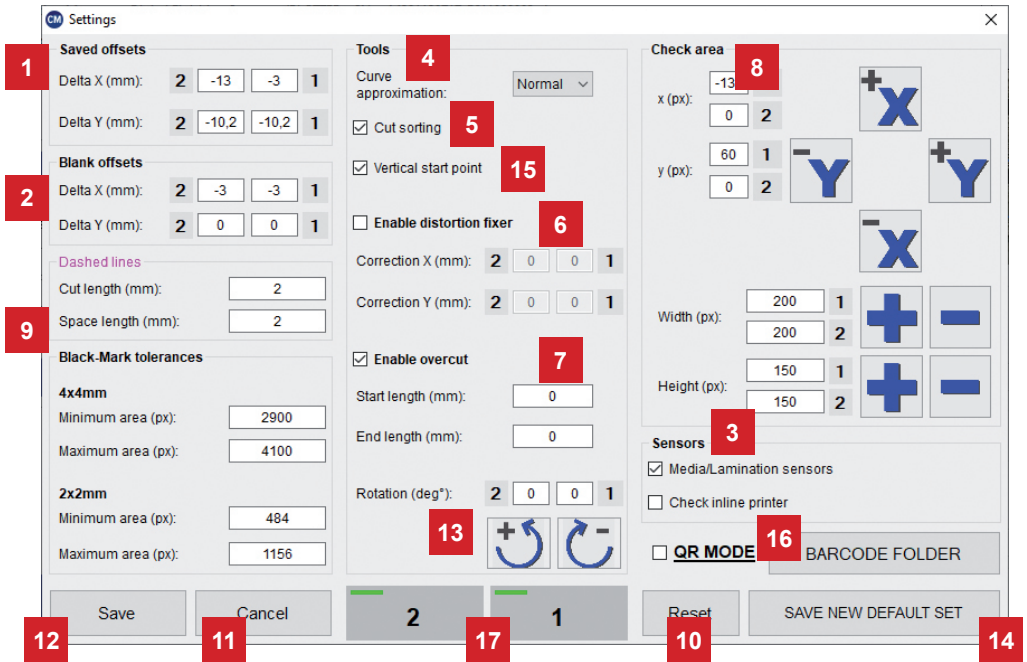 CM Settings
Saved offsets
1
Delta X (mm): 2 -13 -3 1
Delta Y (mm): 2 -10,2 -10,2 1
Blank offsets
2
Delta X (mm): 2 -3 -3 1
Delta Y (mm): 2 0 0 1
Dashed lines
Cut length (mm): 2
9
Space length (mm): 2
Black-Mark tolerances
4x4mm
Minimum area (px): 2900
Maximum area (px): 4100
2x2mm
Minimum area (px): 484
Maximum area (px): 1156
Tools
4
Curve
approximation: Normal
Cut sorting
5
Vertical start point
15
Enable distortion fixer
6
Correction X (mm): 2 0 0 1
Correction Y (mm): 2 0 0 1
Enable overcut
7
Start length (mm): 0
End length (mm): 0
Rotation (deg°): 2 0 0 1
13
+ -
Check area
8
x (px): -13
0 2
y (px): 60 1
0 2
+X
-Y
+Y
-X
Width (px): 200 1
200 2
+ -
Height (px): 150 1
150 2
+ -
3
Sensors
Media/Lamination sensors
Check inline printer
QR MODE
16
BARCODE FOLDER
Save
12
Cancel
11
2
17
1
Reset
10
SAVE NEW DEFAULT SET
14